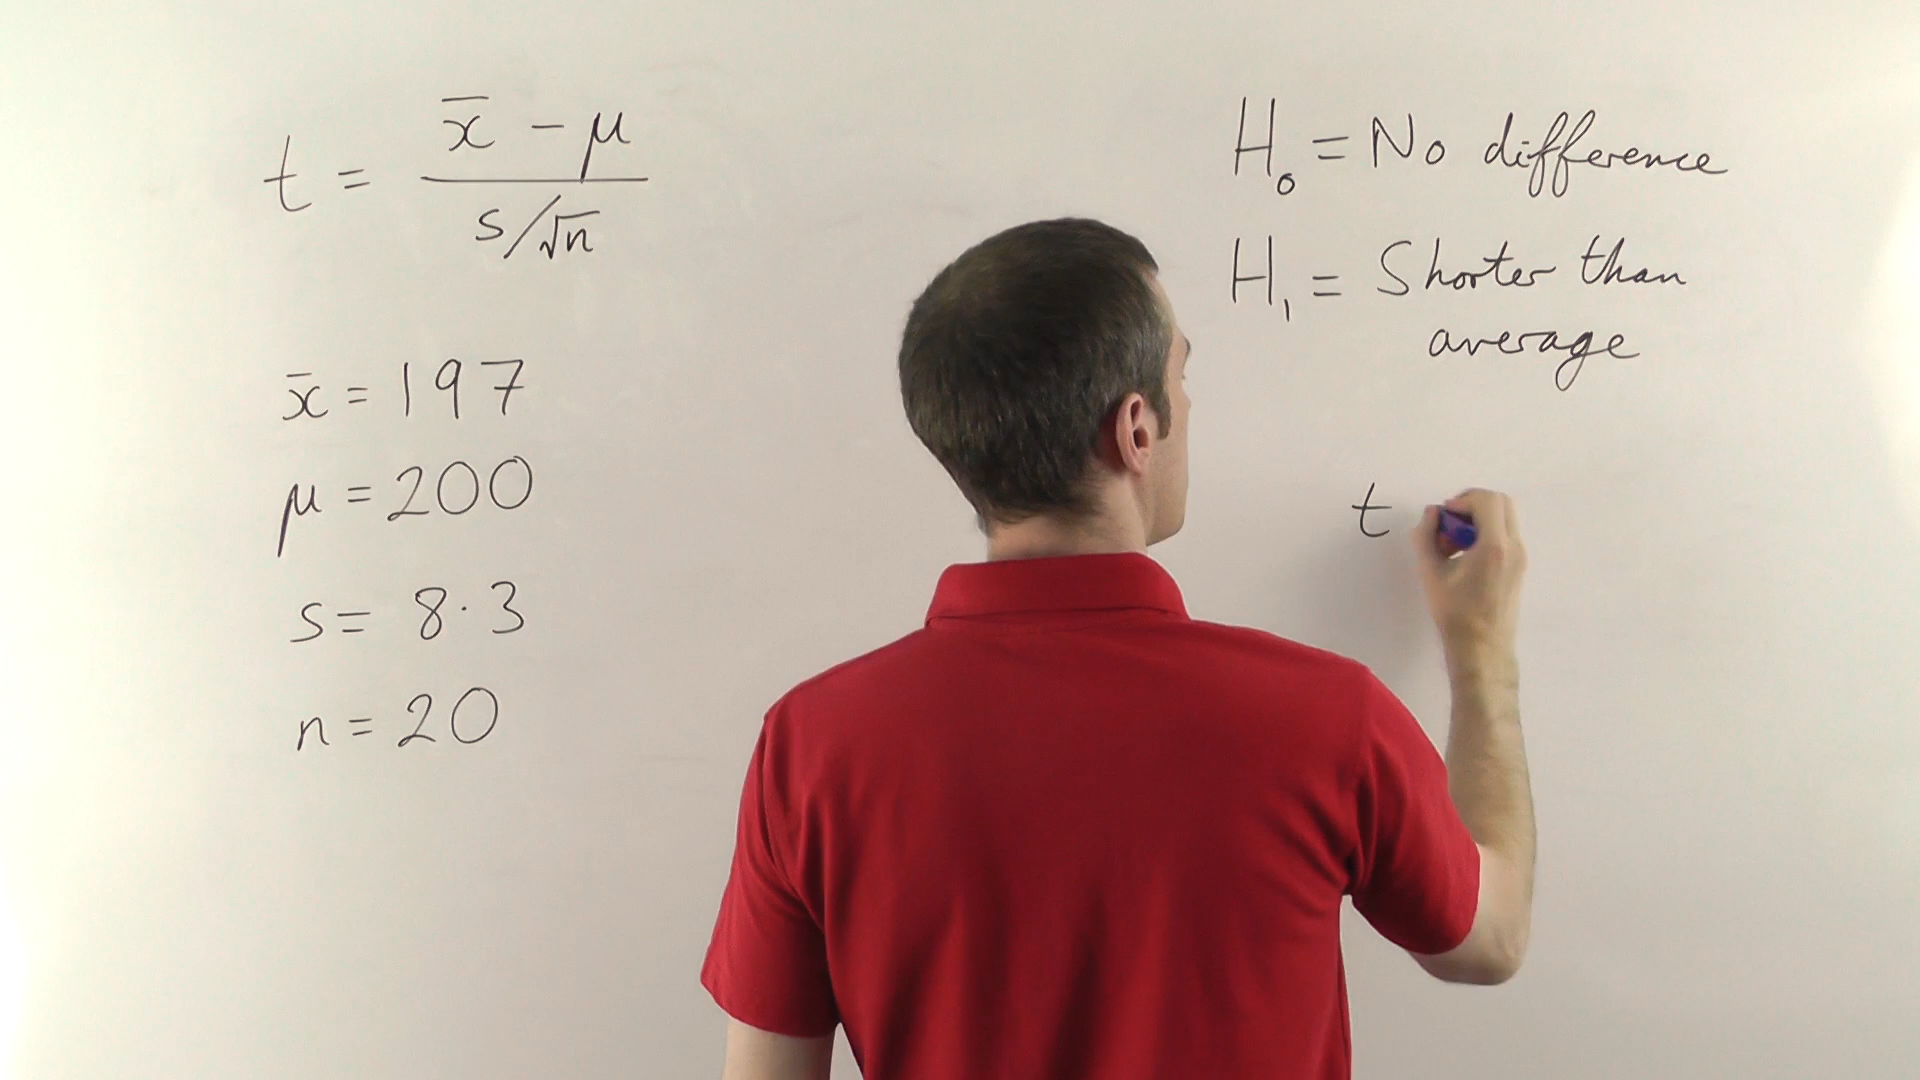 t = x̄ - μ / s/√n
x̄ = 197
μ = 200
s = 8·3
n = 20
H₀ = No difference
H₁ = Shorter than
average
t